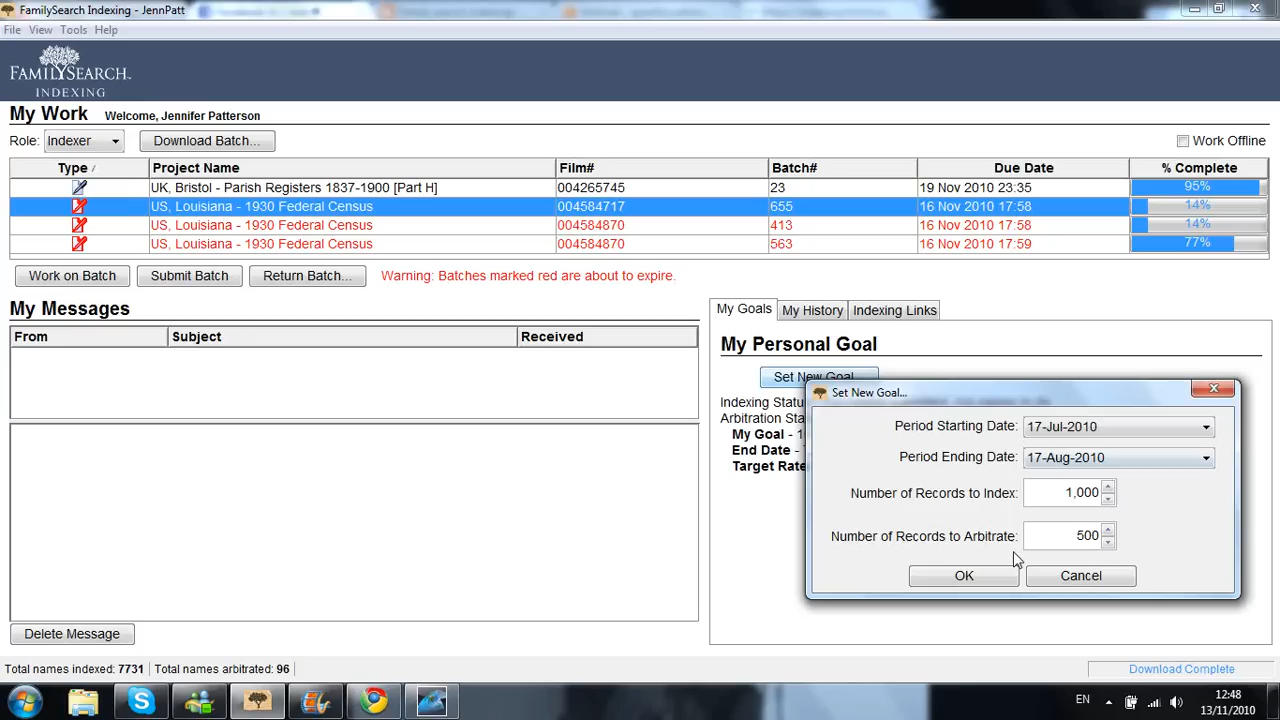 FamilySearch Indexing - JennPatt
File View Tools Help
FAMILYSEARCH
INDEXING
My Work Welcome, Jennifer Patterson
Role: Indexer Download Batch... Work Offline
Type / Project Name Film# Batch# Due Date % Complete
UK, Bristol - Parish Registers 1837-1900 [Part H] 004265745 23 19 Nov 2010 23:35 95%
US, Louisiana - 1930 Federal Census 004584717 655 16 Nov 2010 17:58 14%
US, Louisiana - 1930 Federal Census 004584870 413 16 Nov 2010 17:58 14%
US, Louisiana - 1930 Federal Census 004584870 563 16 Nov 2010 17:59 77%
Work on Batch Submit Batch Return Batch... Warning: Batches marked red are about to expire.
My Messages
From Subject Received
Delete Message
My Goals My History Indexing Links
My Personal Goal
Set New Goal...
Indexing Statu
Arbitration Sta
My Goal - 1
End Date -
Target Rate
Set New Goal...
Period Starting Date: 17-Jul-2010
Period Ending Date: 17-Aug-2010
Number of Records to Index: 1,000
Number of Records to Arbitrate: 500
OK Cancel
Total names indexed: 7731 Total names arbitrated: 96 Download Complete
EN 12:48
13/11/2010